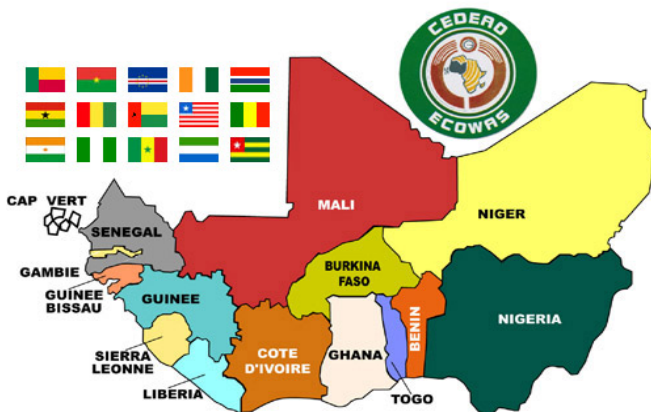 CEDEAO
ECOWAS
MALI
NIGER
CAP VERT
SENEGAL
GAMBIE
GUINEE
BISSAU
GUINEE
BURKINA
FASO
SIERRA
LEONNE
LIBERIA
COTE
D'IVOIRE
GHANA
TOGO
BENIN
NIGERIA